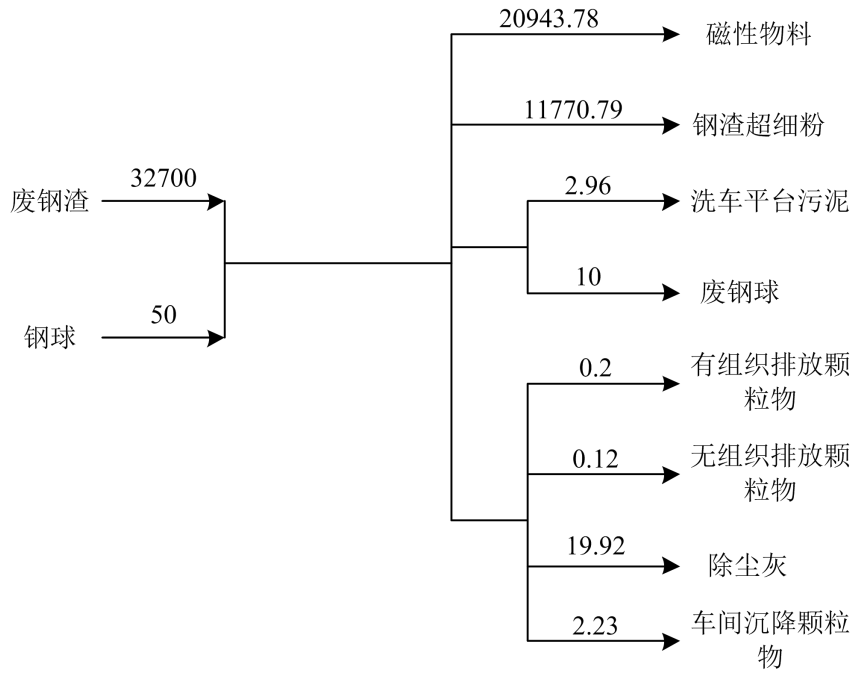 废钢渣
32700
钢球
50
20943.78
磁性物料
11770.79
钢渣超细粉
2.96
洗车平台污泥
10
废钢球
0.2
有组织排放颗
粒物
0.12
无组织排放颗
粒物
19.92
除尘灰
2.23
车间沉降颗粒
物